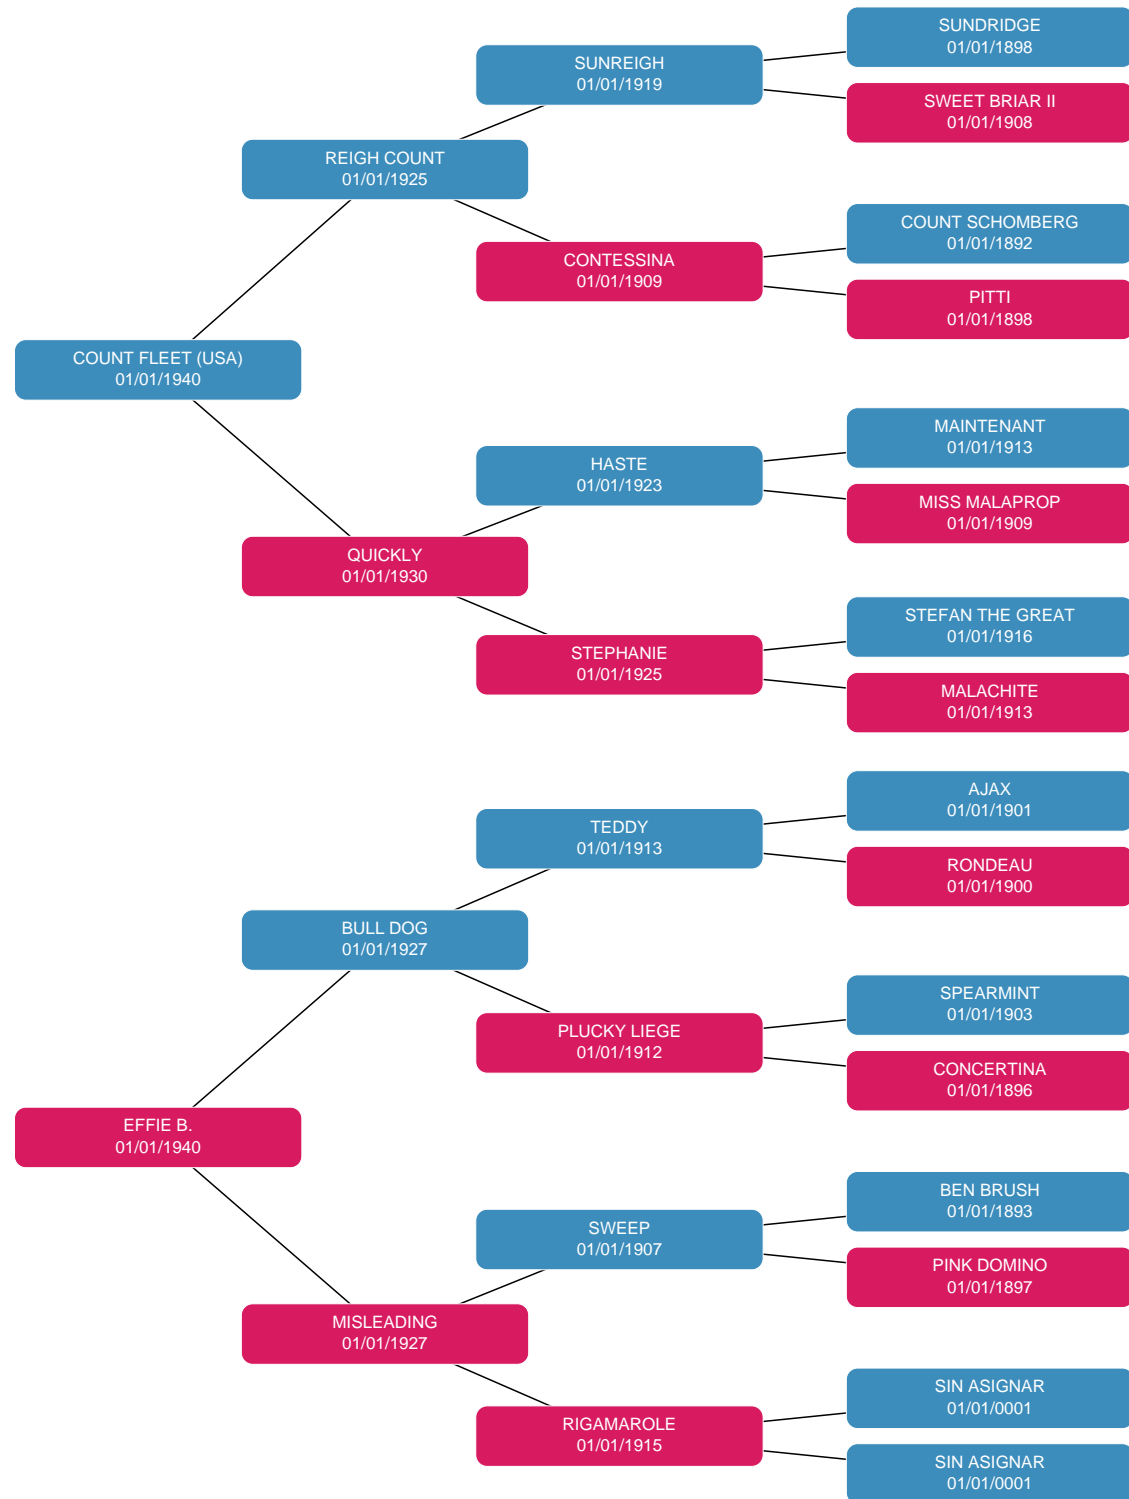 SUNDRIDGE
01/01/1898
SUNREIGH
01/01/1919
SWEET BRIAR II
01/01/1908
REIGH COUNT
01/01/1925
COUNT SCHOMBERG
01/01/1892
CONTESSINA
01/01/1909
PITTI
01/01/1898
COUNT FLEET (USA)
01/01/1940
MAINTENANT
01/01/1913
HASTE
01/01/1923
MISS MALAPROP
01/01/1909
QUICKLY
01/01/1930
STEFAN THE GREAT
01/01/1916
STEPHANIE
01/01/1925
MALACHITE
01/01/1913
AJAX
01/01/1901
TEDDY
01/01/1913
RONDEAU
01/01/1900
BULL DOG
01/01/1927
SPEARMINT
01/01/1903
PLUCKY LIEGE
01/01/1912
CONCERTINA
01/01/1896
EFFIE B.
01/01/1940
BEN BRUSH
01/01/1893
SWEEP
01/01/1907
PINK DOMINO
01/01/1897
MISLEADING
01/01/1927
SIN ASIGNAR
01/01/0001
RIGAMAROLE
01/01/1915
SIN ASIGNAR
01/01/0001